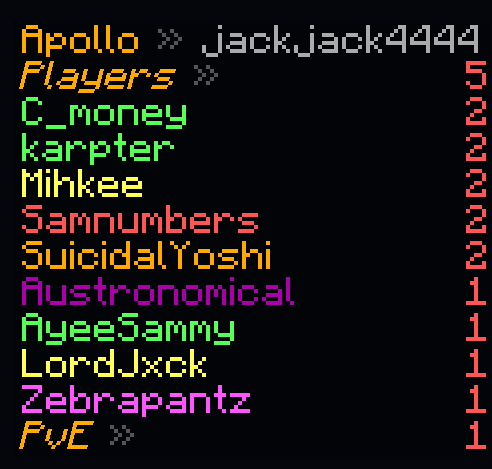 Apollo » jackjack4444
Players » 5
C_money 2
karpter 2
Mihkee 2
Samnumbers 2
SuicidalYoshi 2
Austronomical 1
AyeeSammy 1
LordJxck 1
Zebrapantz 1
PvE » 1